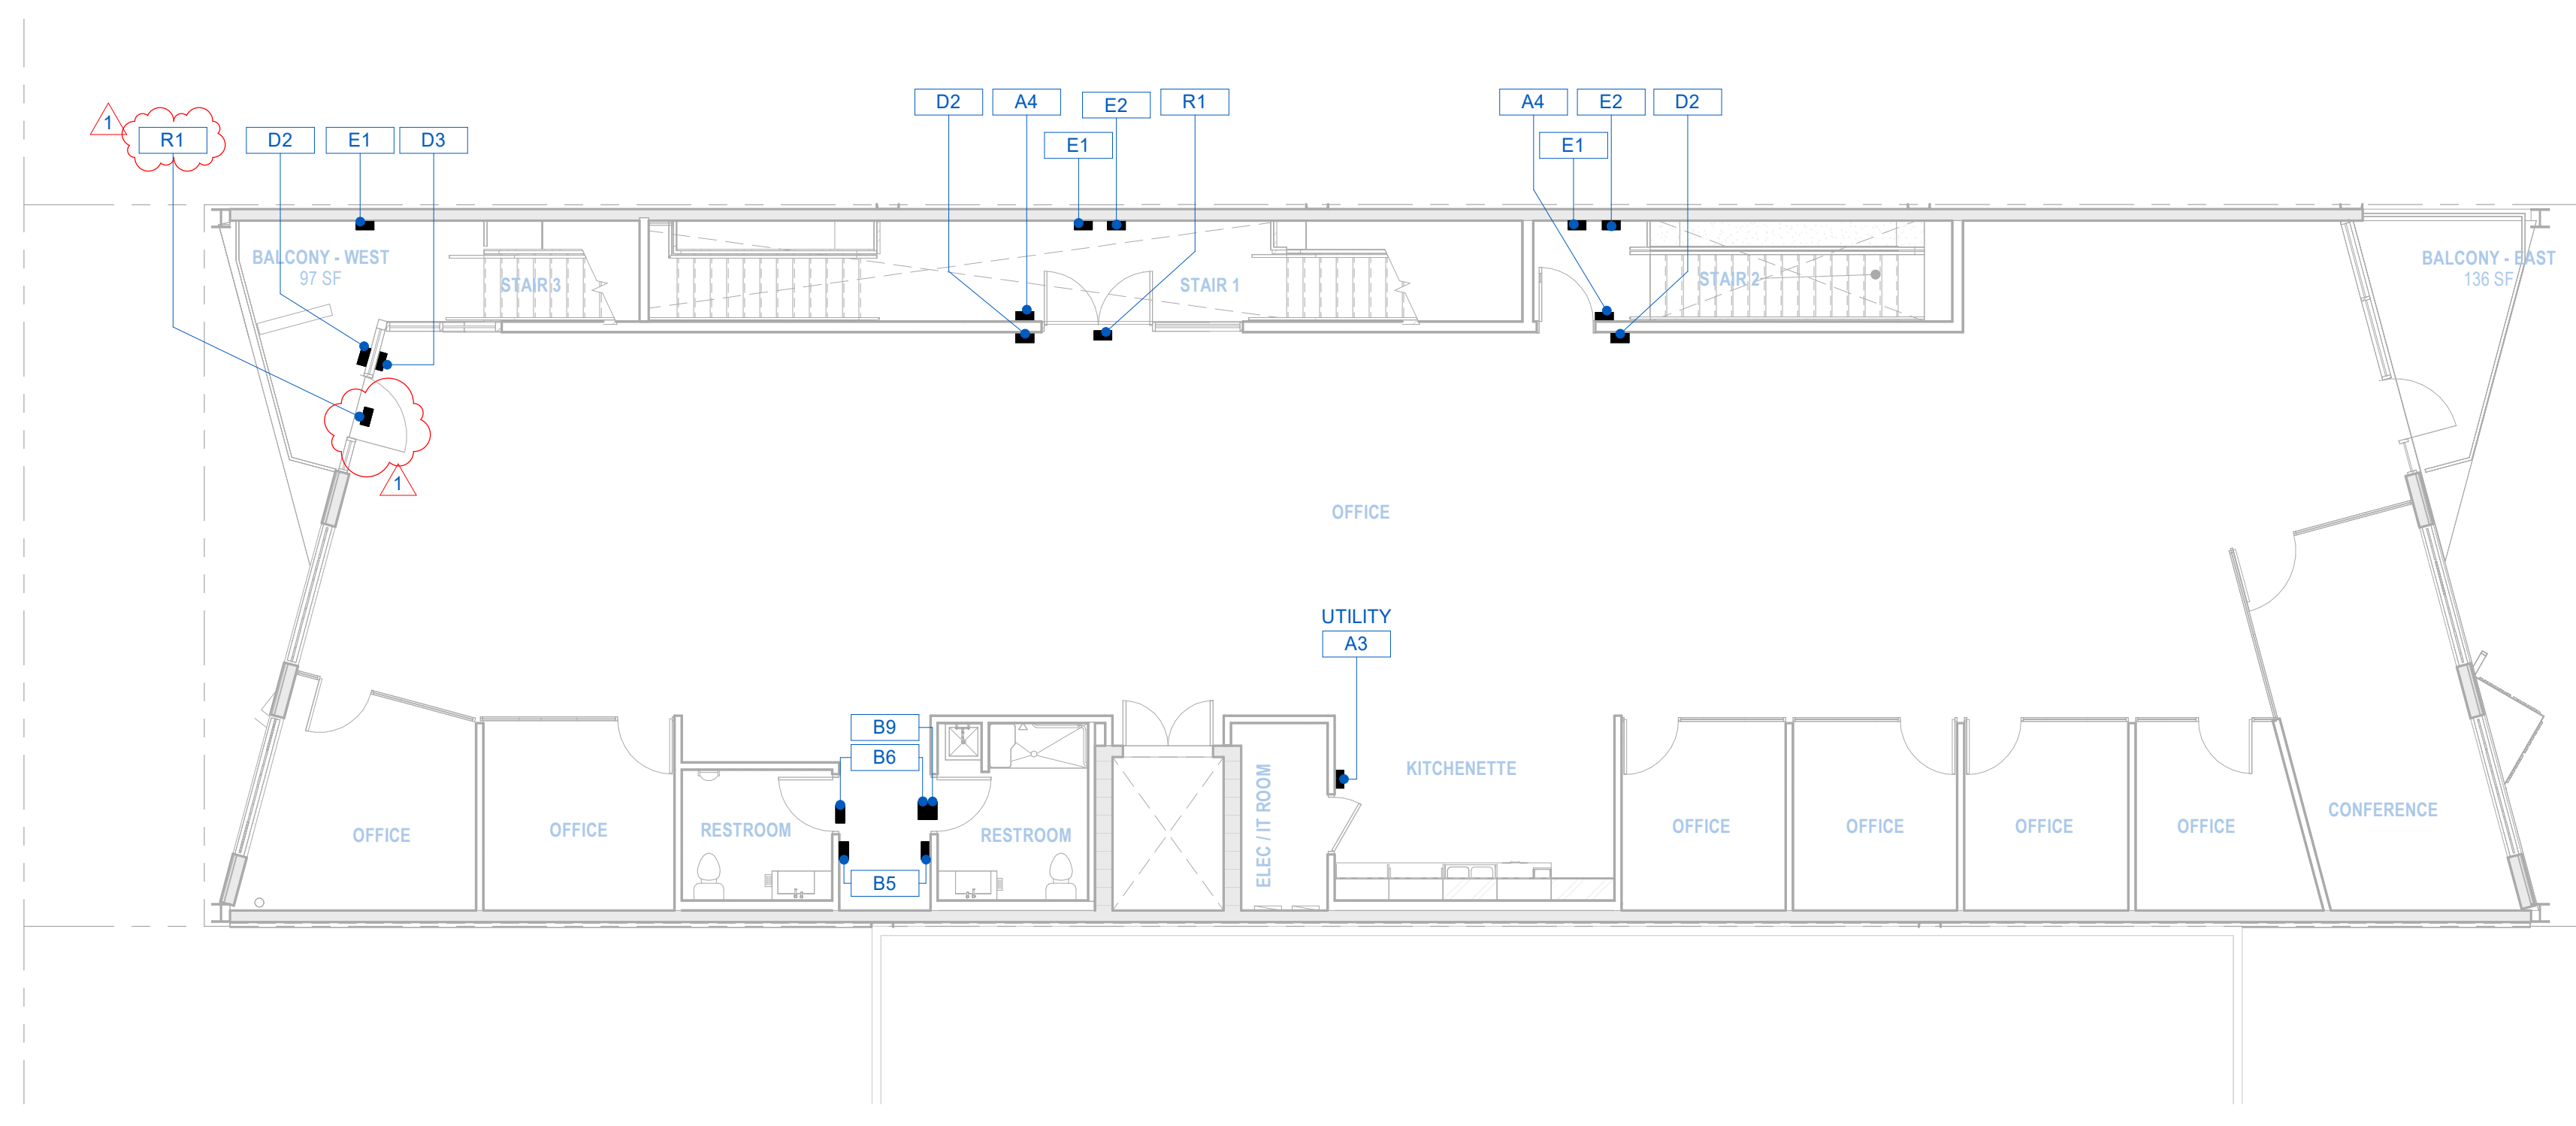 D2
A4
E2
R1
A4
E2
D2
1
R1
D2
E1
D3
E1
E1
BALCONY - WEST
97 SF
STAIR 3
STAIR 1
STAIR 2
BALCONY - EAST
136 SF
1
OFFICE
UTILITY
A3
B9
B6
KITCHENETTE
ELEC / IT ROOM
OFFICE
OFFICE
RESTROOM
RESTROOM
OFFICE
OFFICE
OFFICE
OFFICE
CONFERENCE
B5